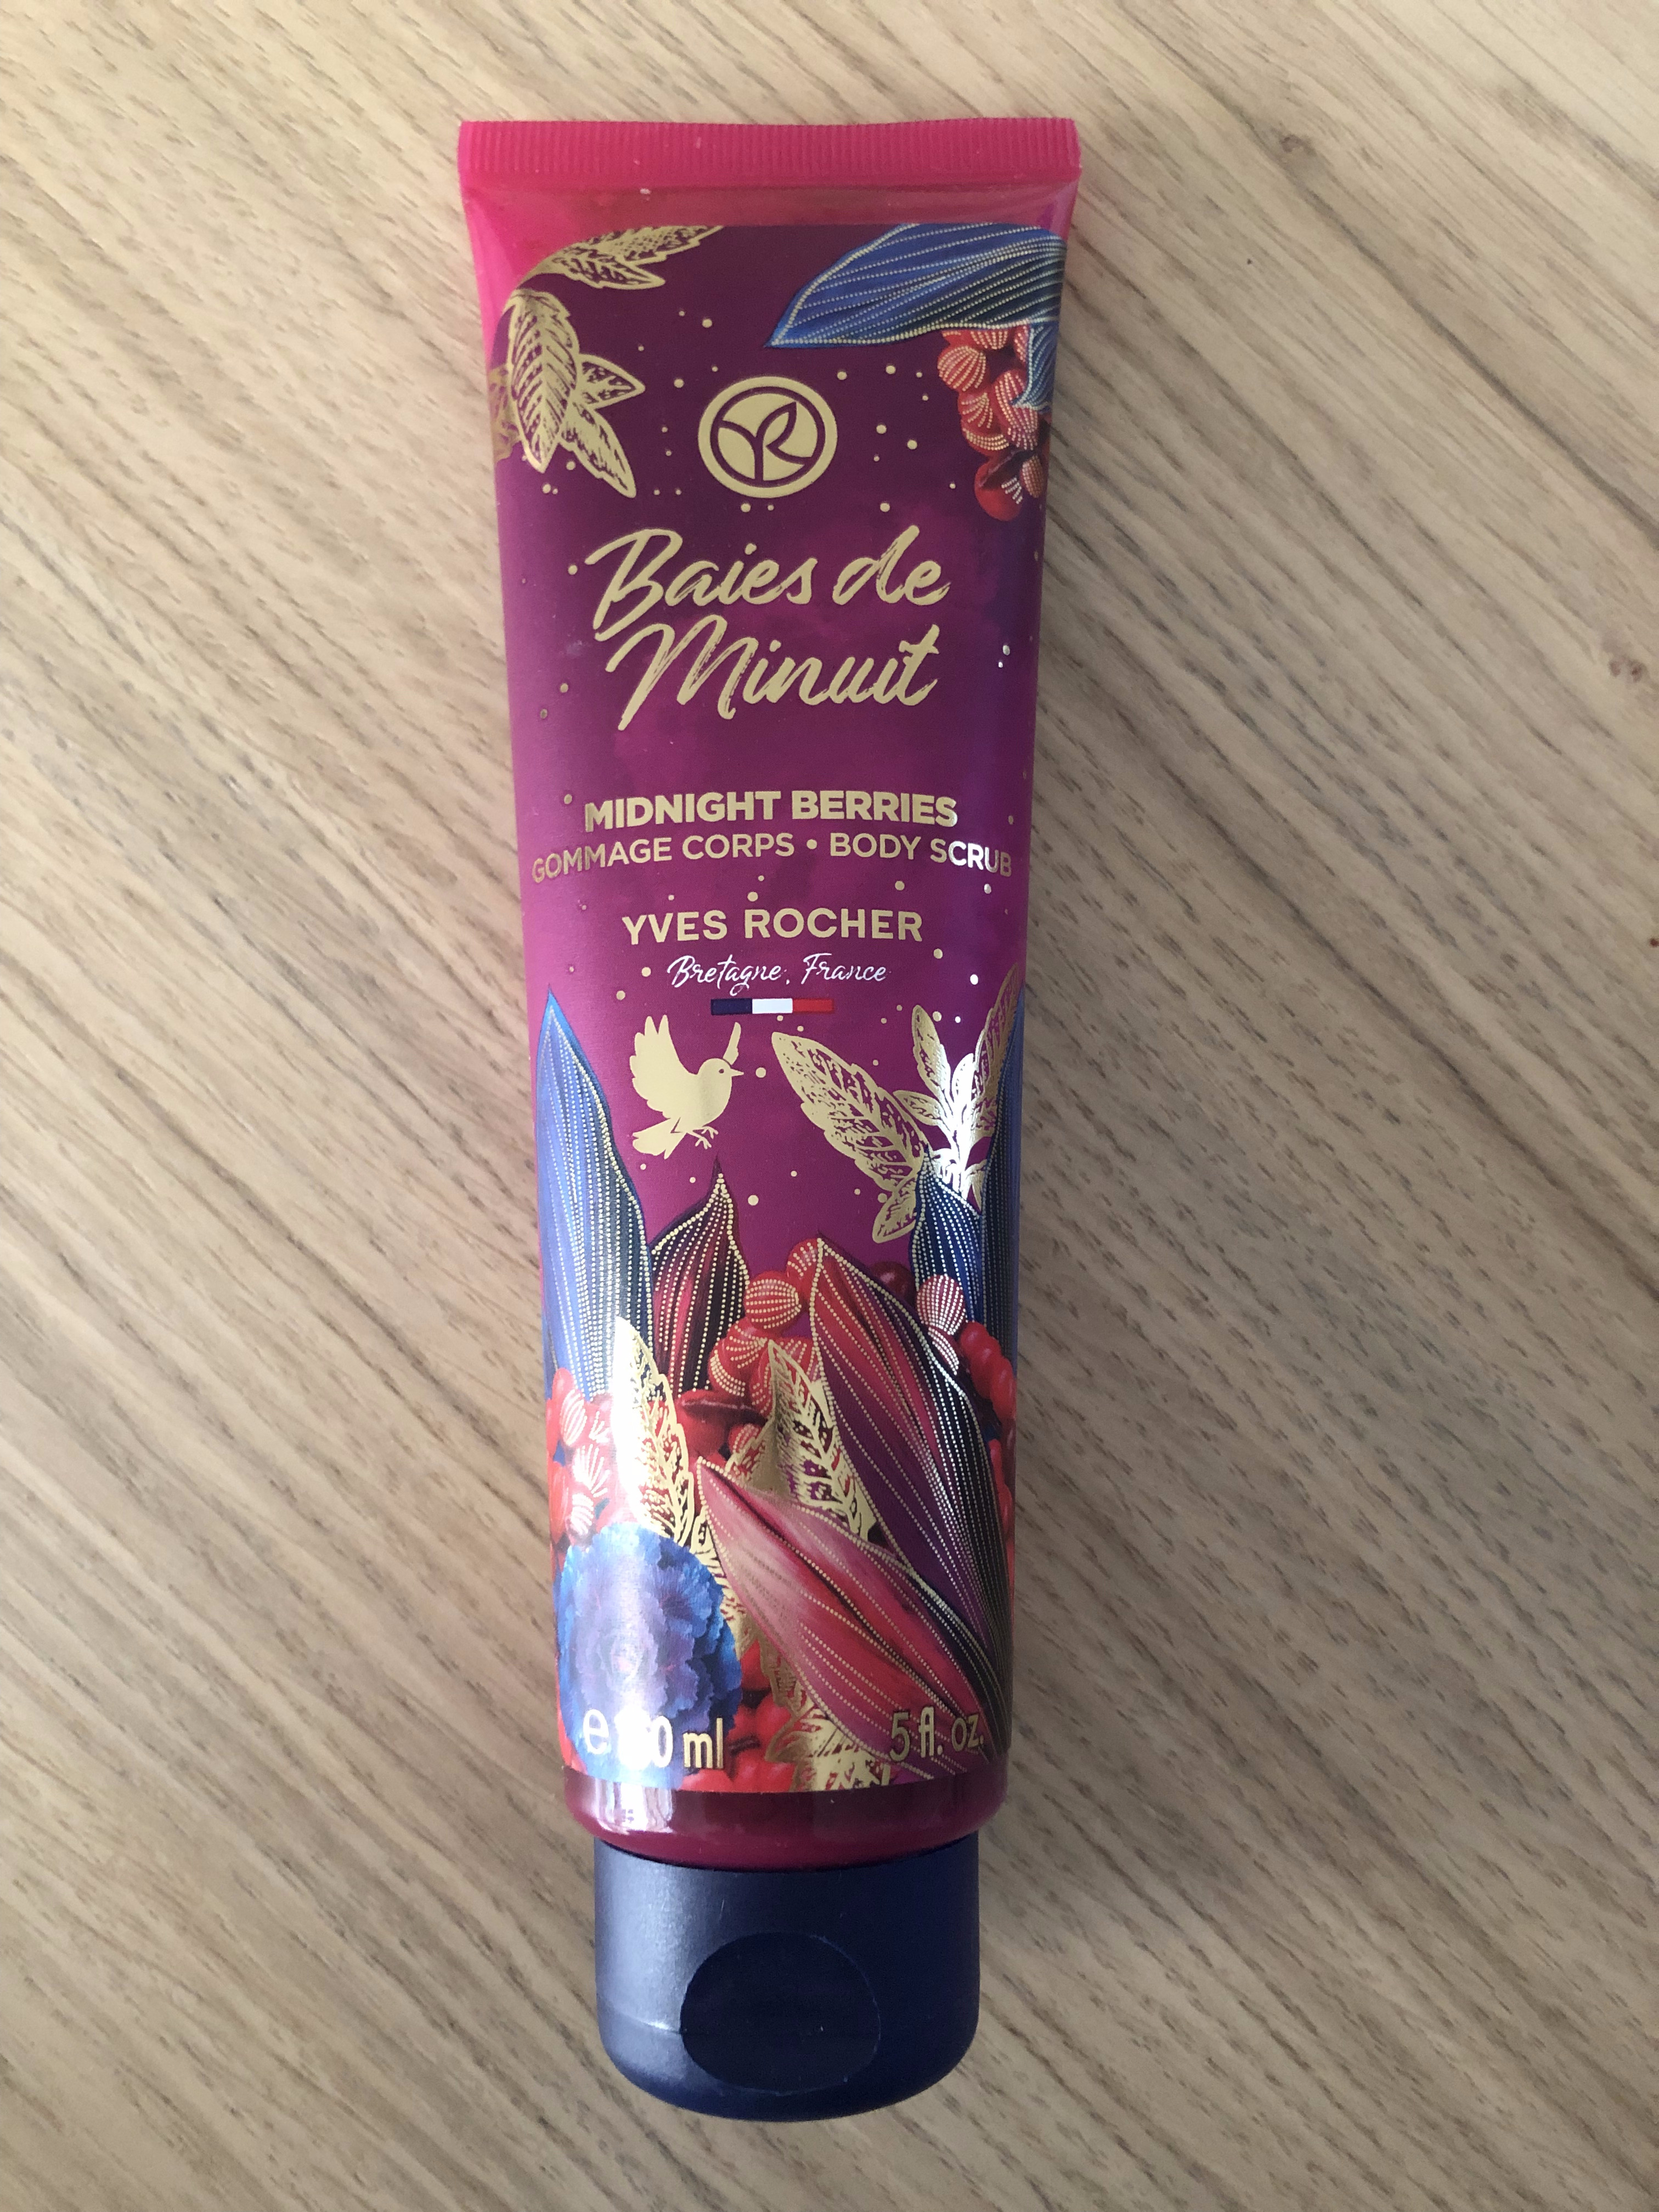 Baies de
Minuit
MIDNIGHT BERRIES
GOMMAGE CORPS • BODY SCRUB
YVES ROCHER
Bretagne, France
e ml 5 fl. oz.